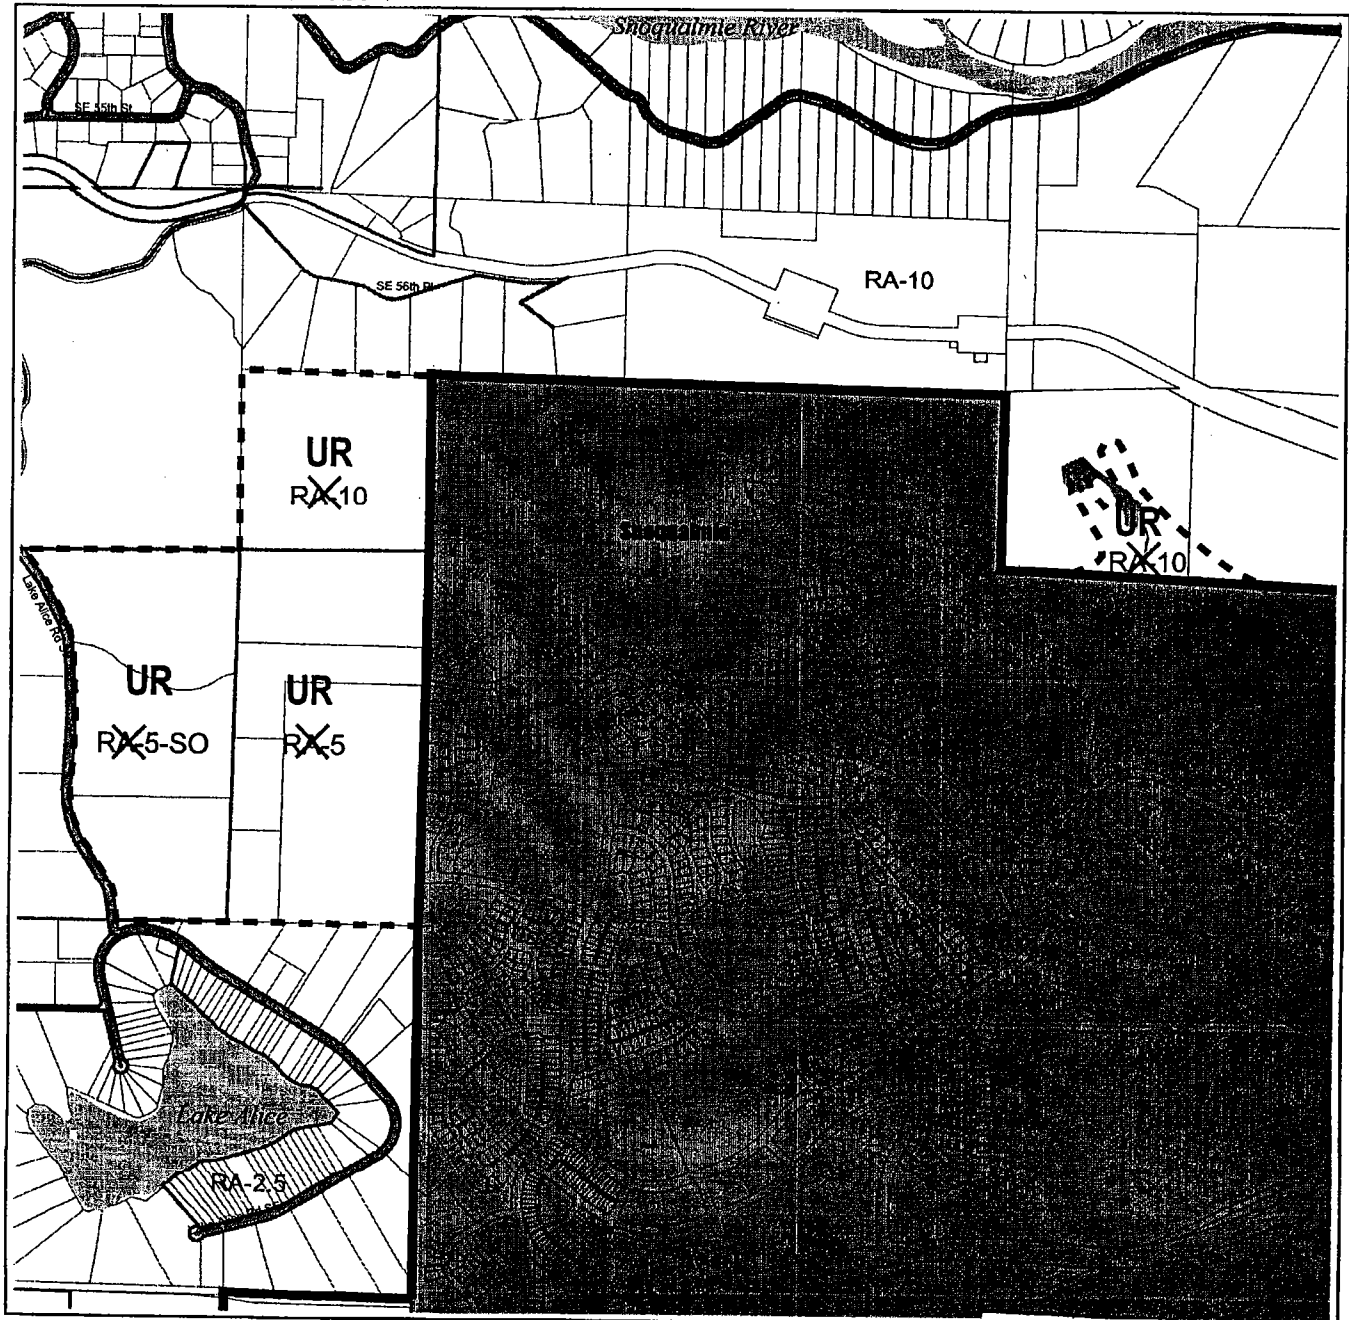 Snoqualmie River
SE 55th St
SE 56th Pl
RA-10
UR
RA-10
Snoqualmie
UR
RA-10
Lake Alice Rd S
UR
RA-5-SO
UR
RA-5
Lake Alice
RA-2.5